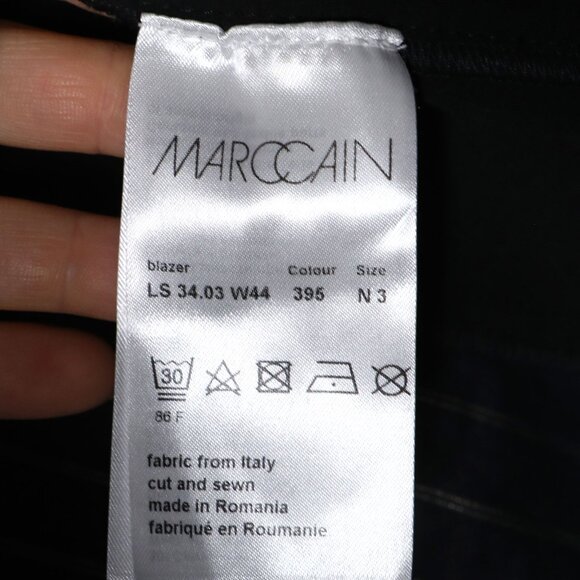 MARCCAIN
blazer Colour Size
LS 34.03 W44 395 N 3
30
86 F
fabric from Italy
cut and sewn
made in Romania
fabriqué en Roumanie